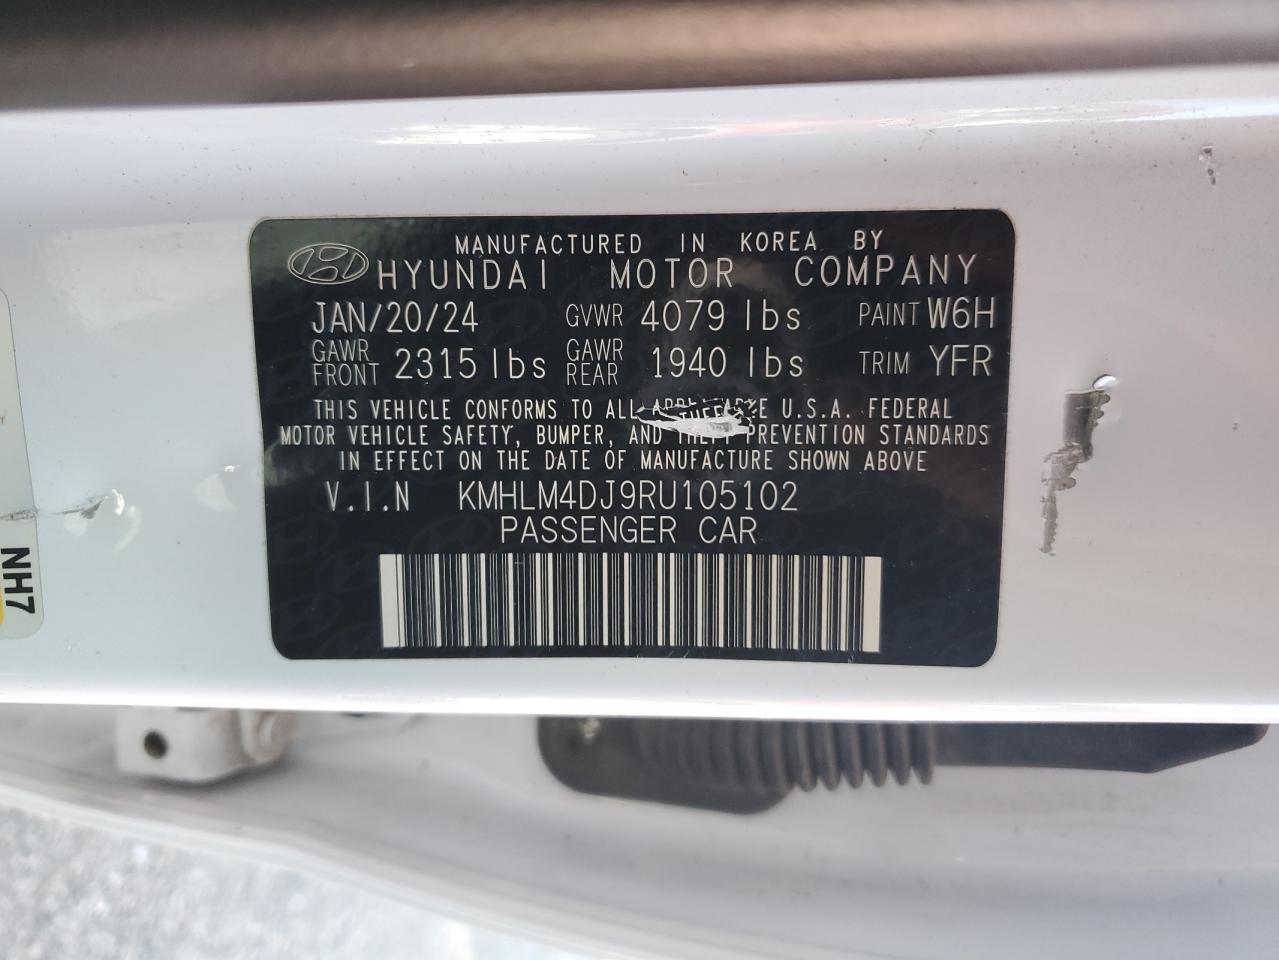 MANUFACTURED IN KOREA BY
HYUNDAI MOTOR COMPANY
JAN/20/24 GVWR 4079 lbs PAINT W6H
GAWR FRONT 2315 lbs GAWR REAR 1940 lbs TRIM YFR
THIS VEHICLE CONFORMS TO ALL U.S.A. FEDERAL
MOTOR VEHICLE SAFETY, BUMPER, AND THEFT PREVENTION STANDARDS
IN EFFECT ON THE DATE OF MANUFACTURE SHOWN ABOVE
V.I.N KMHLM4DJ9RU105102
PASSENGER CAR
NH7